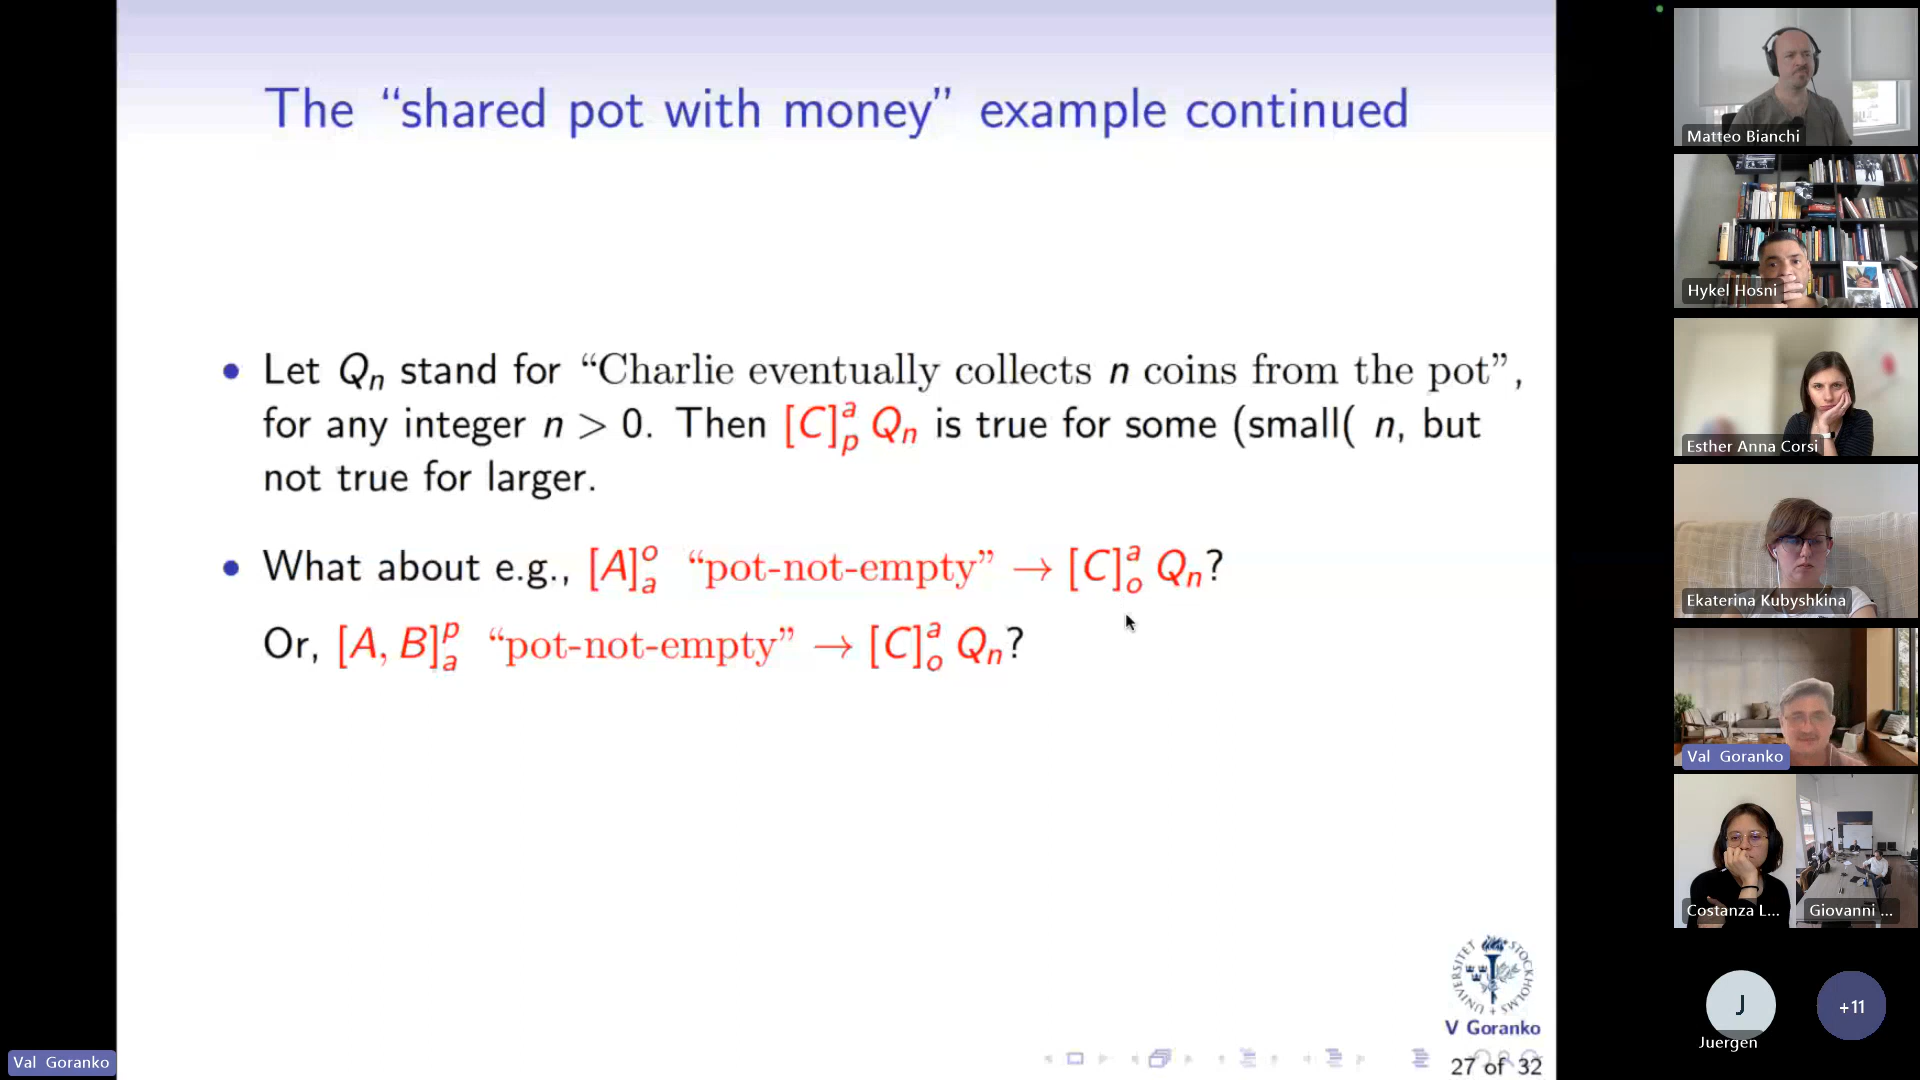 The “shared pot with money” example continued
• Let Qn stand for “Charlie eventually collects n coins from the pot”,
for any integer n > 0. Then [C]ᵃₚ Qn is true for some (small( n, but
not true for larger.
• What about e.g., [A]ᵒₐ “pot-not-empty” → [C]ᵃₒ Qn?
Or, [A, B]ᵖₐ “pot-not-empty” → [C]ᵃₒ Qn?
UNIVERSITET STOCKHOLMS
V Goranko
27 of 32
Val Goranko
Matteo Bianchi
Hykel Hosni
Esther Anna Corsi
Ekaterina Kubyshkina
Val Goranko
Costanza L...
Giovanni ...
J
+11
Juergen